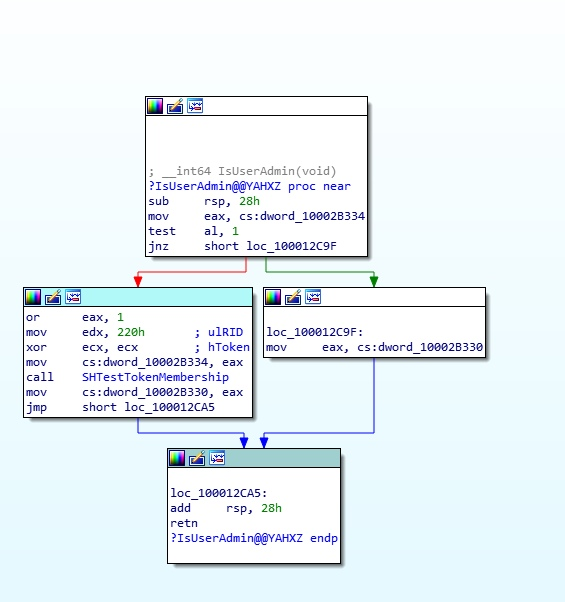 ; __int64 IsUserAdmin(void)
?IsUserAdmin@@YAHXZ proc near
sub rsp, 28h
mov eax, cs:dword_10002B334
test al, 1
jnz short loc_100012C9F
or eax, 1
mov edx, 220h ; ulRID
xor ecx, ecx ; hToken
mov cs:dword_10002B334, eax
call SHTestTokenMembership
mov cs:dword_10002B330, eax
jmp short loc_100012CA5
loc_100012C9F:
mov eax, cs:dword_10002B330
loc_100012CA5:
add rsp, 28h
retn
?IsUserAdmin@@YAHXZ endp